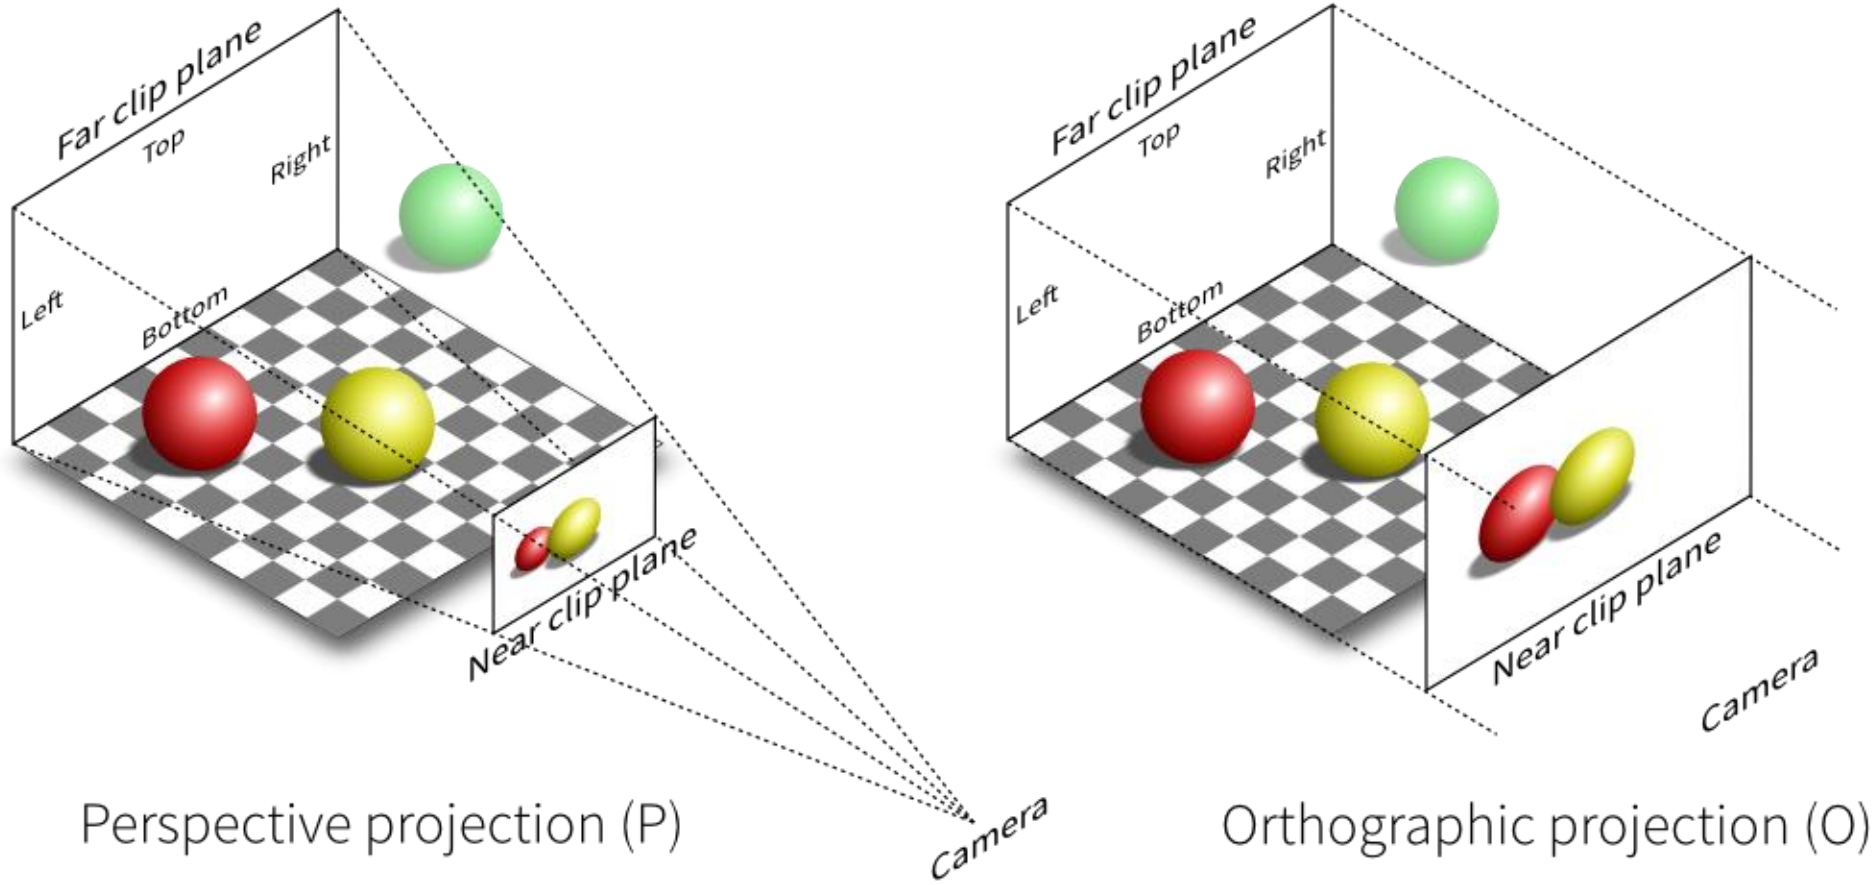 Far clip plane
Top
Right
Left
Bottom
Near clip plane
Camera
Perspective projection (P)
Far clip plane
Top
Right
Left
Bottom
Near clip plane
Camera
Orthographic projection (O)